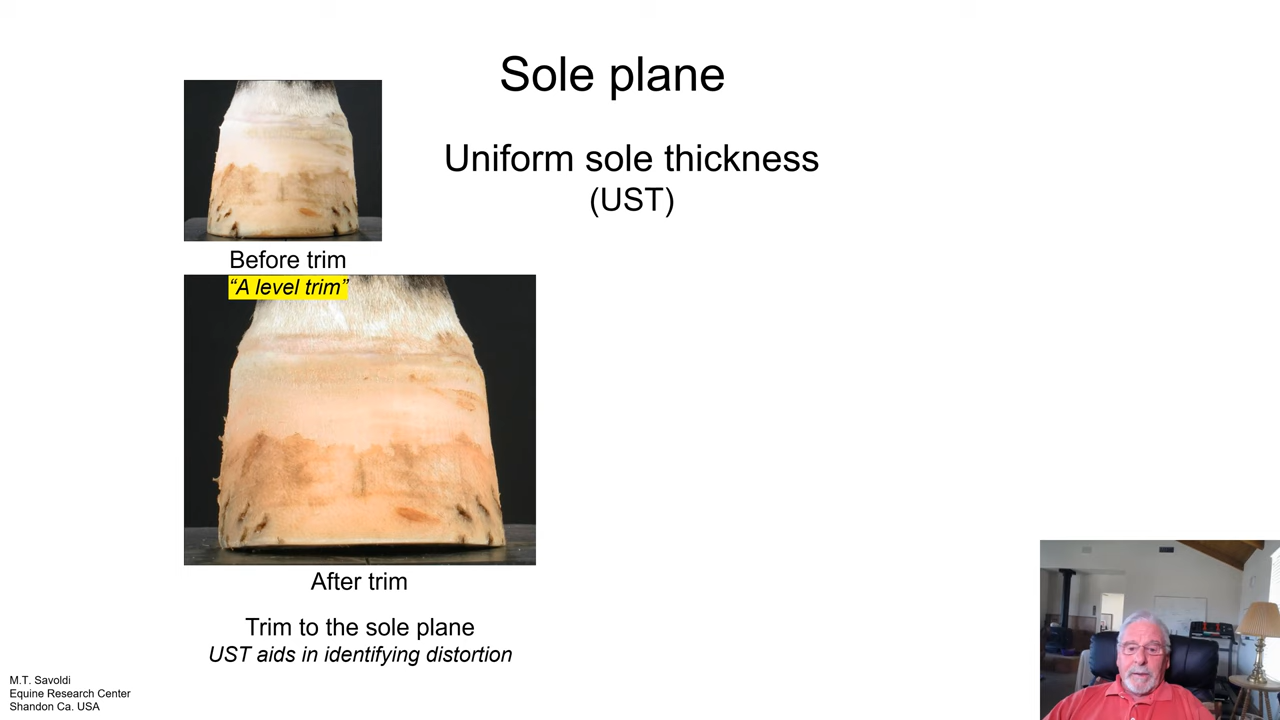 Sole plane
Uniform sole thickness
(UST)
Before trim
“A level trim”
After trim
Trim to the sole plane
UST aids in identifying distortion
M.T. Savoldi
Equine Research Center
Shandon Ca. USA